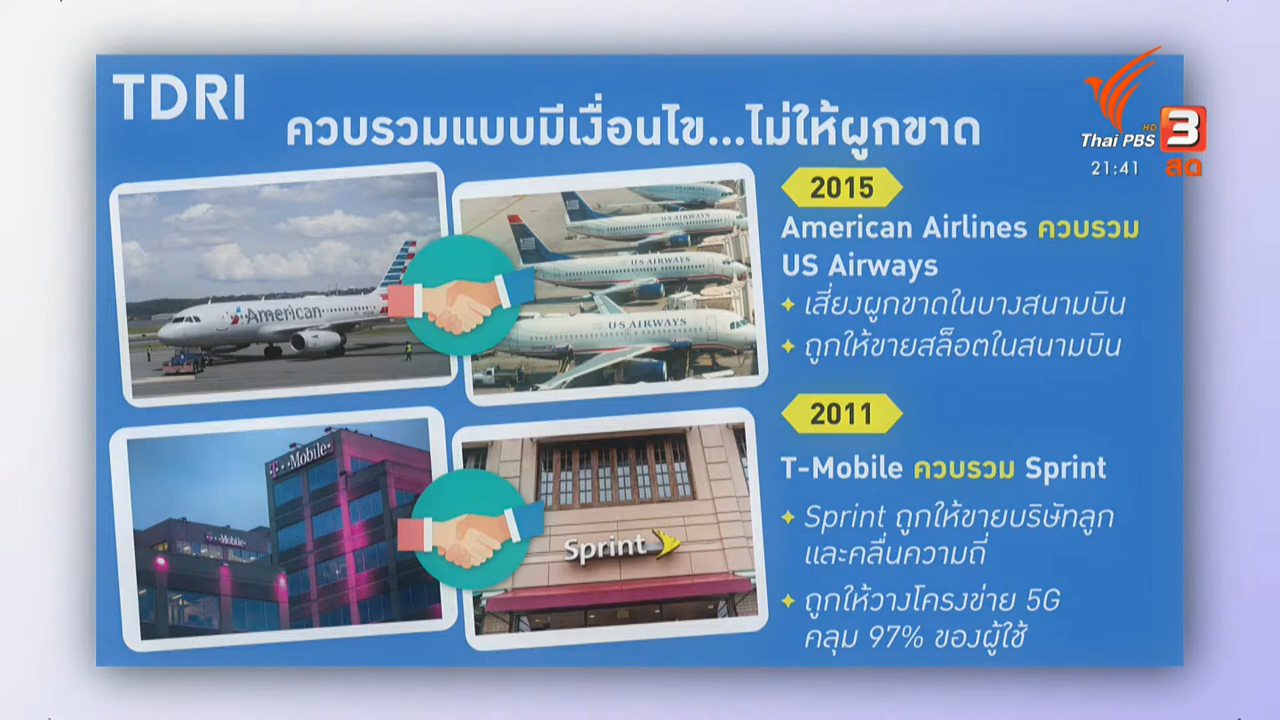 TDRI
ควบรวมแบบมีเงื่อนไข...ไม่ให้ผูกขาด
Thai PBS HD 3
21:41 สด
American
US AIRWAYS
US AIRWAYS
US AIRWAYS
2015
American Airlines ควบรวม
US Airways
เสี่ยงผูกขาดในบางสนามบิน
ถูกให้ขายสล็อตในสนามบิน
T··Mobile·
T··Mobile·
Sprint
2011
T-Mobile ควบรวม Sprint
Sprint ถูกให้ขายบริษัทลูก
และคลื่นความถี่
ถูกให้วางโครงข่าย 5G
คลุม 97% ของผู้ใช้